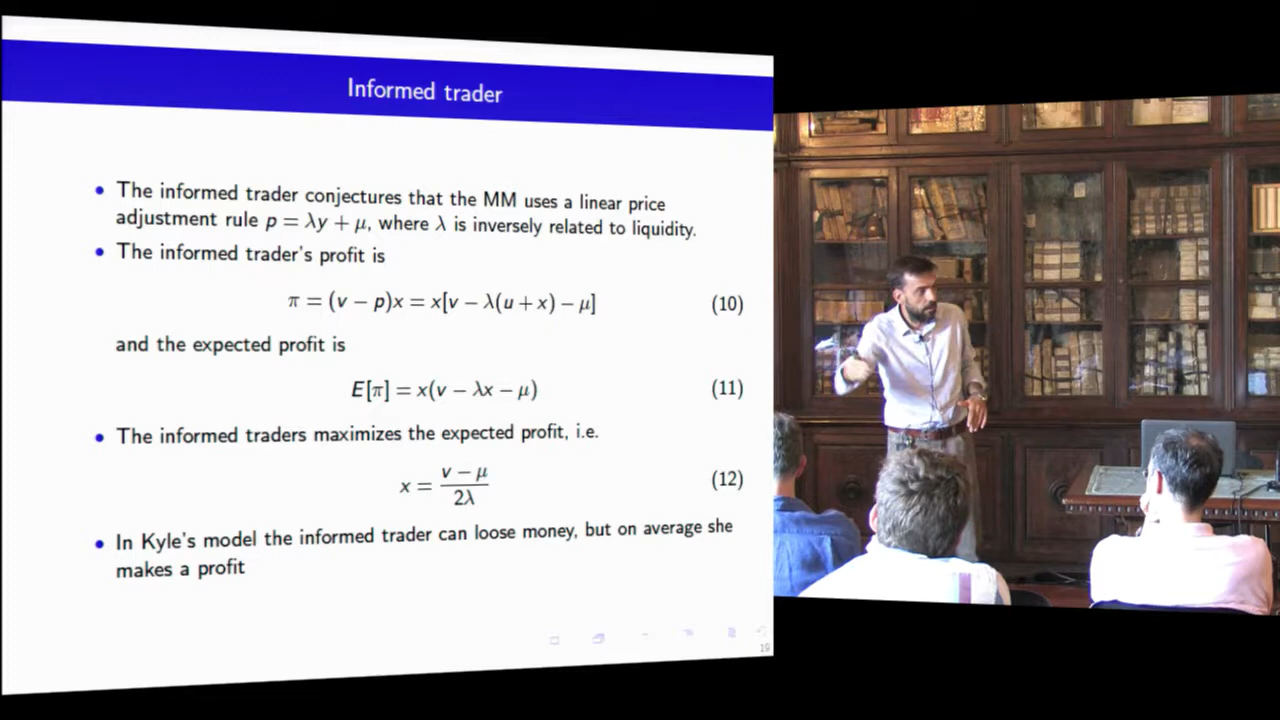 Informed trader
The informed trader conjectures that the MM uses a linear price
adjustment rule p = λy + μ, where λ is inversely related to liquidity.
The informed trader's profit is
π = (v − p)x = x[v − λ(u + x) − μ] (10)
and the expected profit is
E[π] = x(v − λx − μ) (11)
The informed traders maximizes the expected profit, i.e.
x = \frac{v − μ}{2λ} (12)
In Kyle's model the informed trader can loose money, but on average she
makes a profit
19